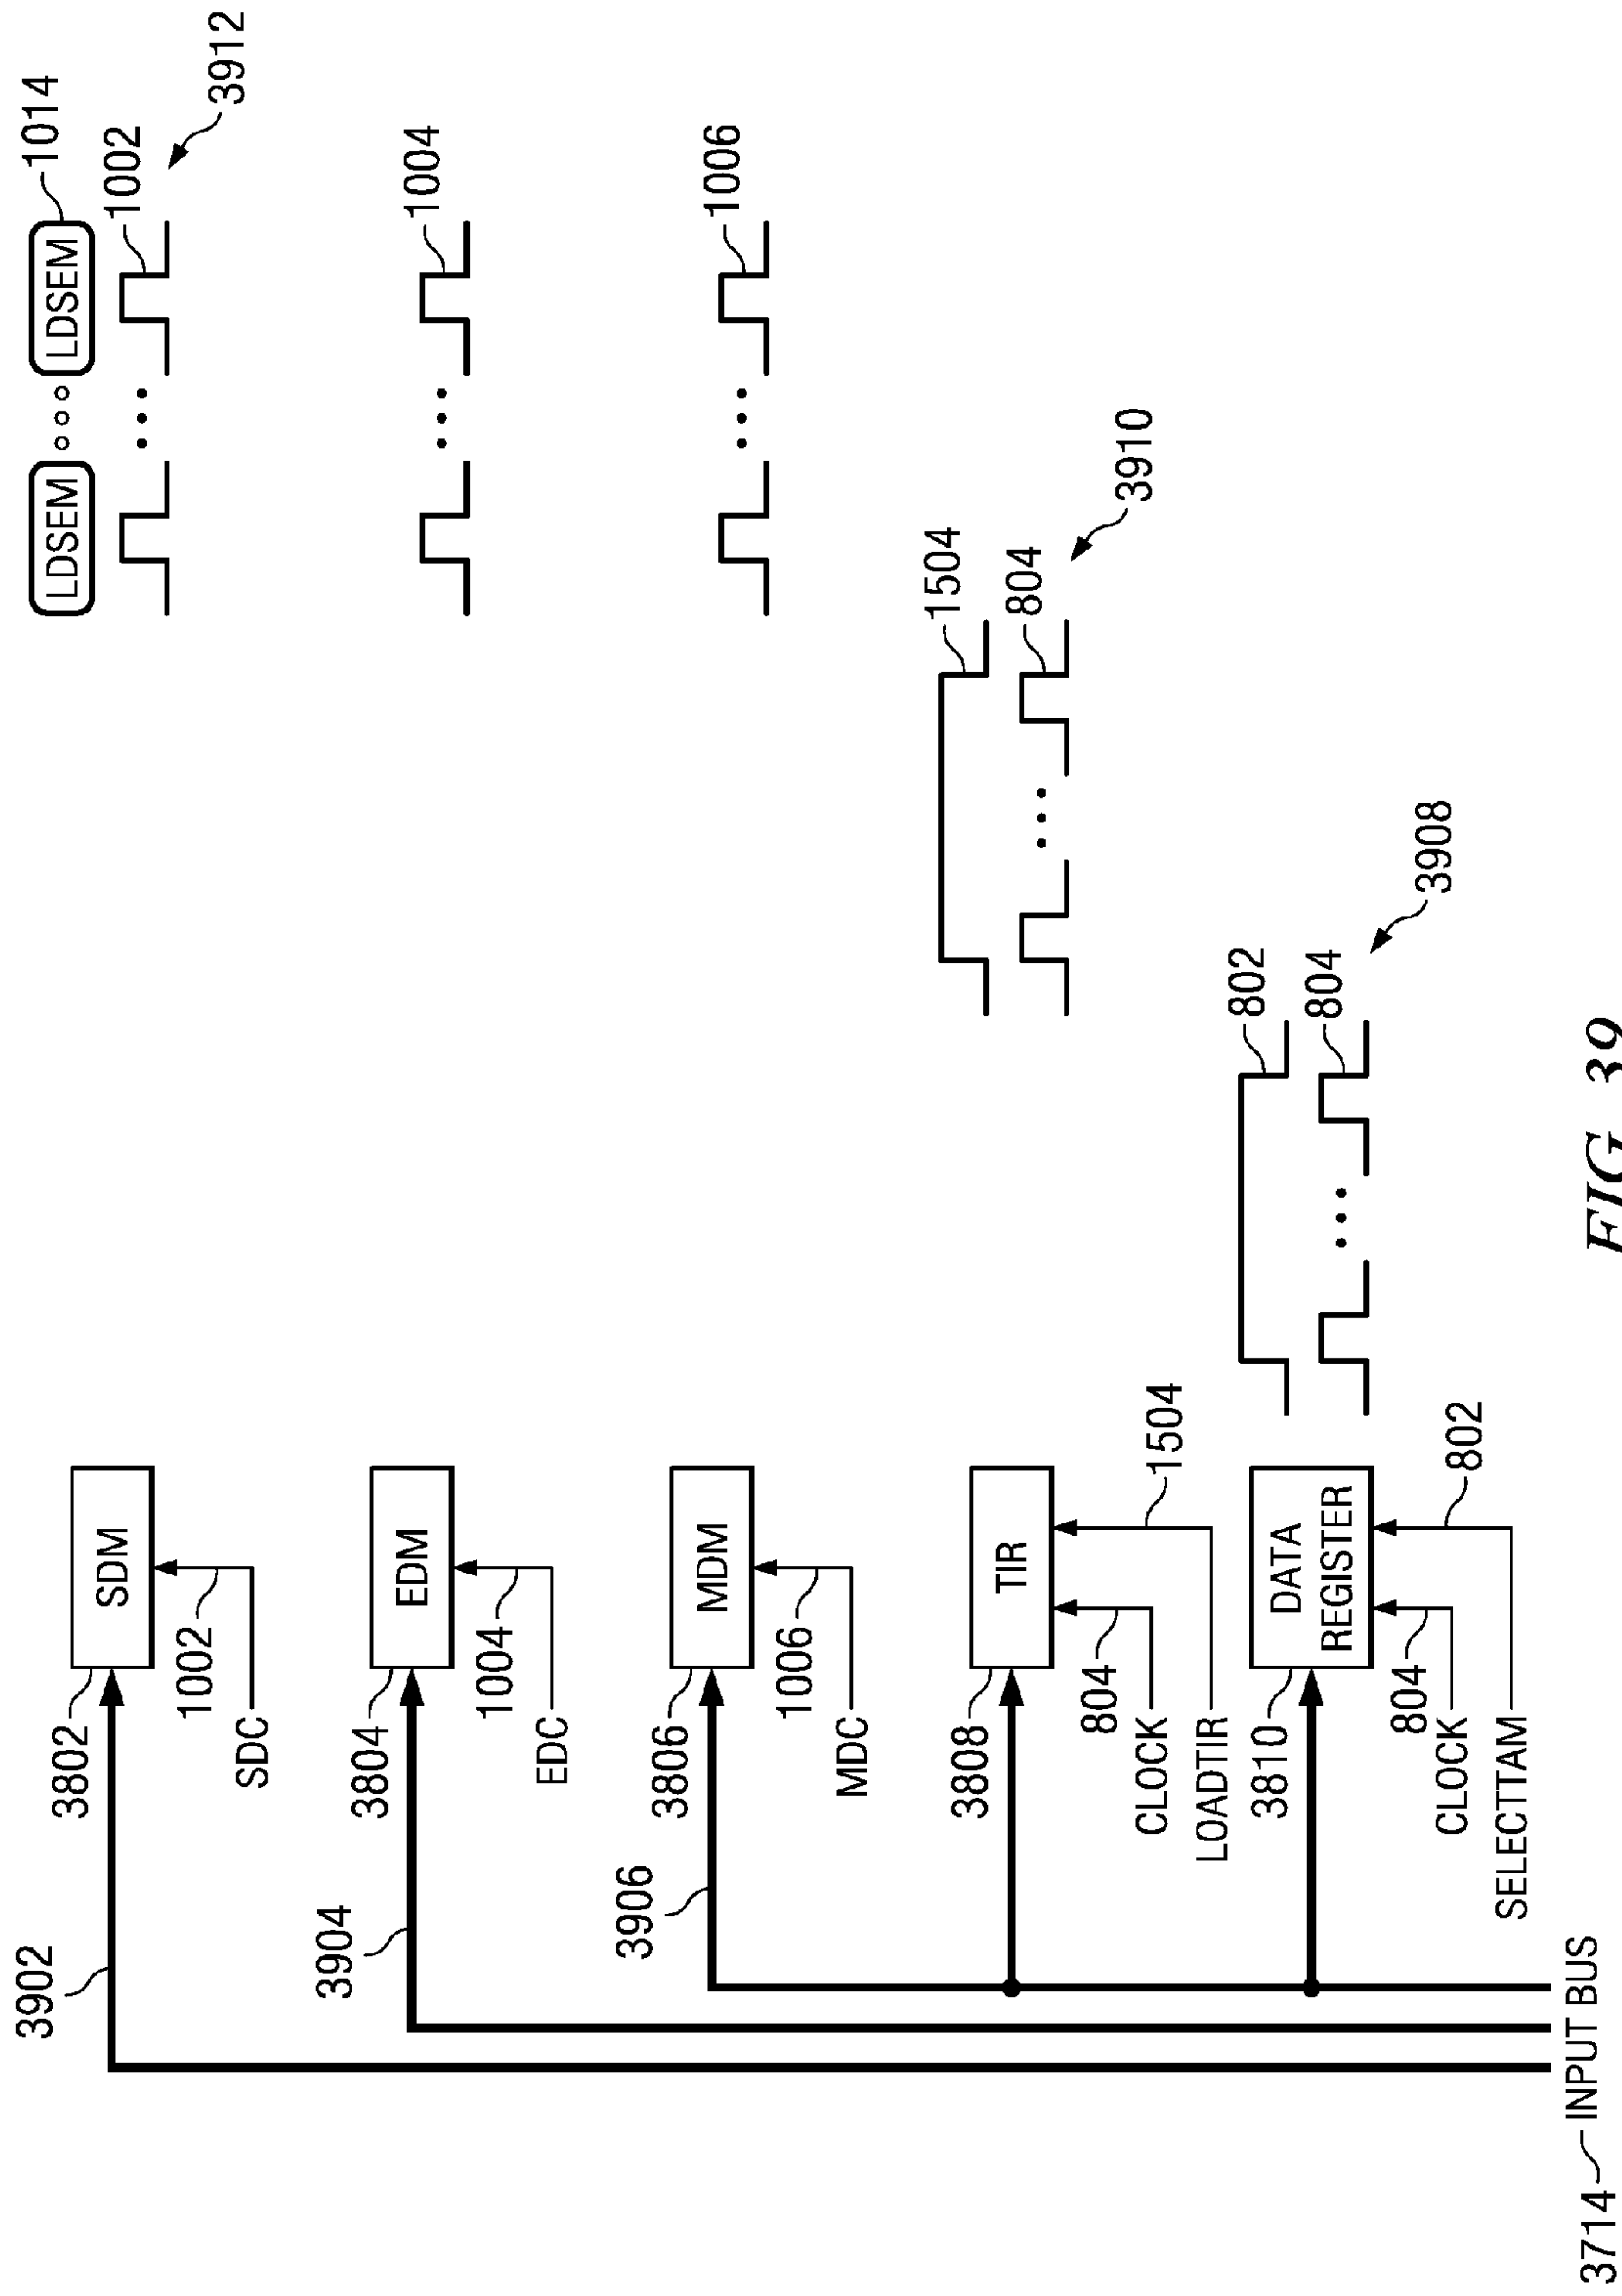 3902
3802
SDM
1002
SDC
LDSEM
LDSEM
1014
1002
3912
3904
3804
EDM
1004
EDC
1004
3906
3806
MDM
1006
MDC
1006
3808
TIR
804
CLOCK
1504
LOADTIR
1504
804
3910
3810
DATA
REGISTER
804
CLOCK
802
SELECTTAM
802
804
3908
3714
INPUT BUS
FIG. 39